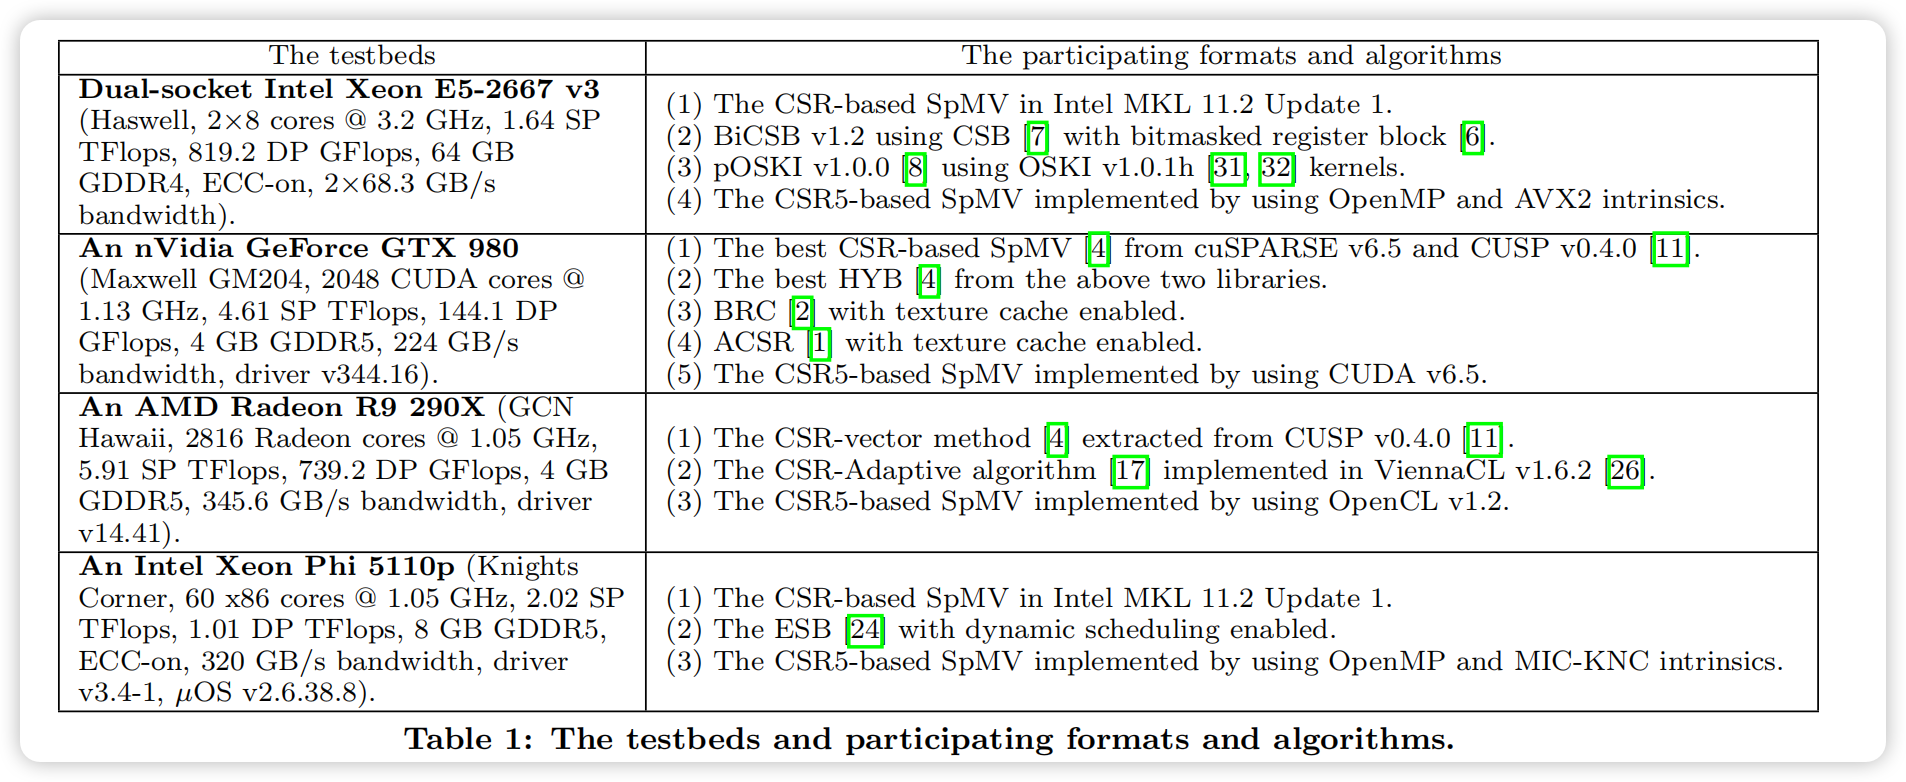 The testbeds
The participating formats and algorithms
Dual-socket Intel Xeon E5-2667 v3
(Haswell, 2×8 cores @ 3.2 GHz, 1.64 SP
TFlops, 819.2 DP GFlops, 64 GB
GDDR4, ECC-on, 2×68.3 GB/s
bandwidth).
(1) The CSR-based SpMV in Intel MKL 11.2 Update 1.
(2) BiCSB v1.2 using CSB [7] with bitmasked register block [6].
(3) pOSKI v1.0.0 [8] using OSKI v1.0.1h [31, 32] kernels.
(4) The CSR5-based SpMV implemented by using OpenMP and AVX2 intrinsics.
An nVidia GeForce GTX 980
(Maxwell GM204, 2048 CUDA cores @
1.13 GHz, 4.61 SP TFlops, 144.1 DP
GFlops, 4 GB GDDR5, 224 GB/s
bandwidth, driver v344.16).
(1) The best CSR-based SpMV [4] from cuSPARSE v6.5 and CUSP v0.4.0 [11].
(2) The best HYB [4] from the above two libraries.
(3) BRC [2] with texture cache enabled.
(4) ACSR [1] with texture cache enabled.
(5) The CSR5-based SpMV implemented by using CUDA v6.5.
An AMD Radeon R9 290X (GCN
Hawaii, 2816 Radeon cores @ 1.05 GHz,
5.91 SP TFlops, 739.2 DP GFlops, 4 GB
GDDR5, 345.6 GB/s bandwidth, driver
v14.41).
(1) The CSR-vector method [4] extracted from CUSP v0.4.0 [11].
(2) The CSR-Adaptive algorithm [17] implemented in ViennaCL v1.6.2 [26].
(3) The CSR5-based SpMV implemented by using OpenCL v1.2.
An Intel Xeon Phi 5110p (Knights
Corner, 60 x86 cores @ 1.05 GHz, 2.02 SP
TFlops, 1.01 DP TFlops, 8 GB GDDR5,
ECC-on, 320 GB/s bandwidth, driver
v3.4-1, μOS v2.6.38.8).
(1) The CSR-based SpMV in Intel MKL 11.2 Update 1.
(2) The ESB [24] with dynamic scheduling enabled.
(3) The CSR5-based SpMV implemented by using OpenMP and MIC-KNC intrinsics.
Table 1: The testbeds and participating formats and algorithms.